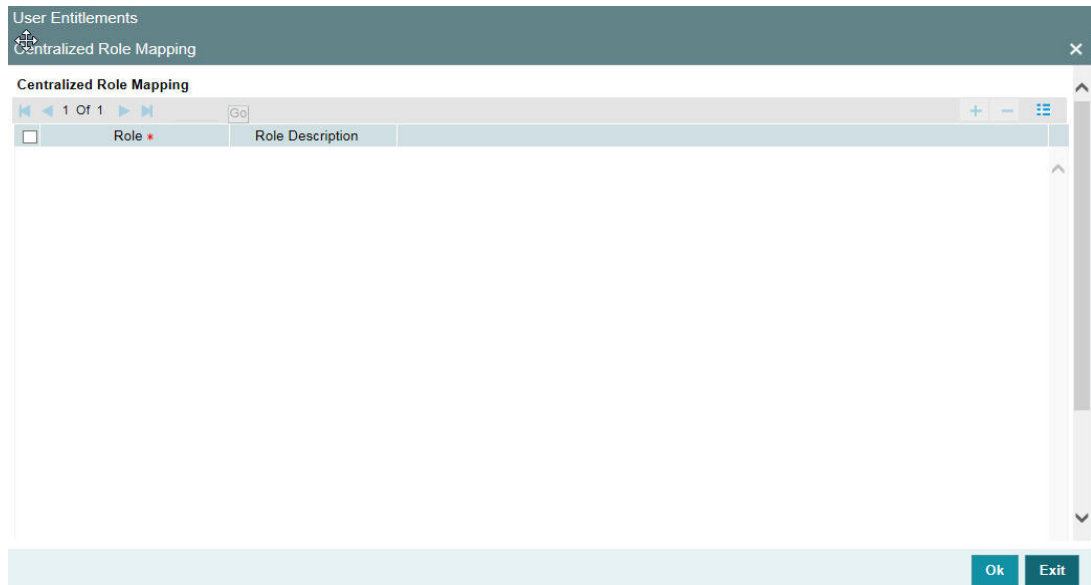 User Entitlements
Centralized Role Mapping
Centralized Role Mapping
1 Of 1 Go
Role * Role Description
Ok Exit